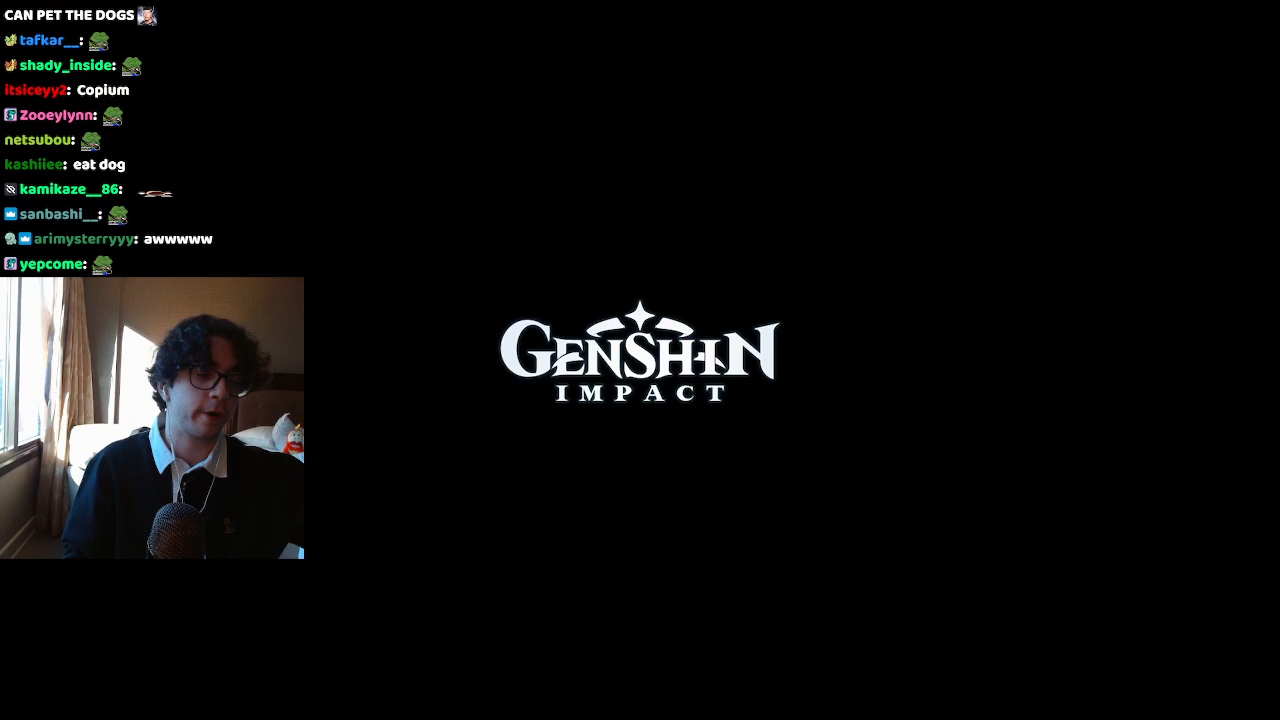 CAN PET THE DOGS
tafkar__:
shady_inside:
itsiceyy2: Copium
Zooeylynn:
netsubou:
kashiiee: eat dog
kamikaze__86:
sanbashi__:
arimysterryyy: awwwww
yepcome:
GENSHIN
IMPACT